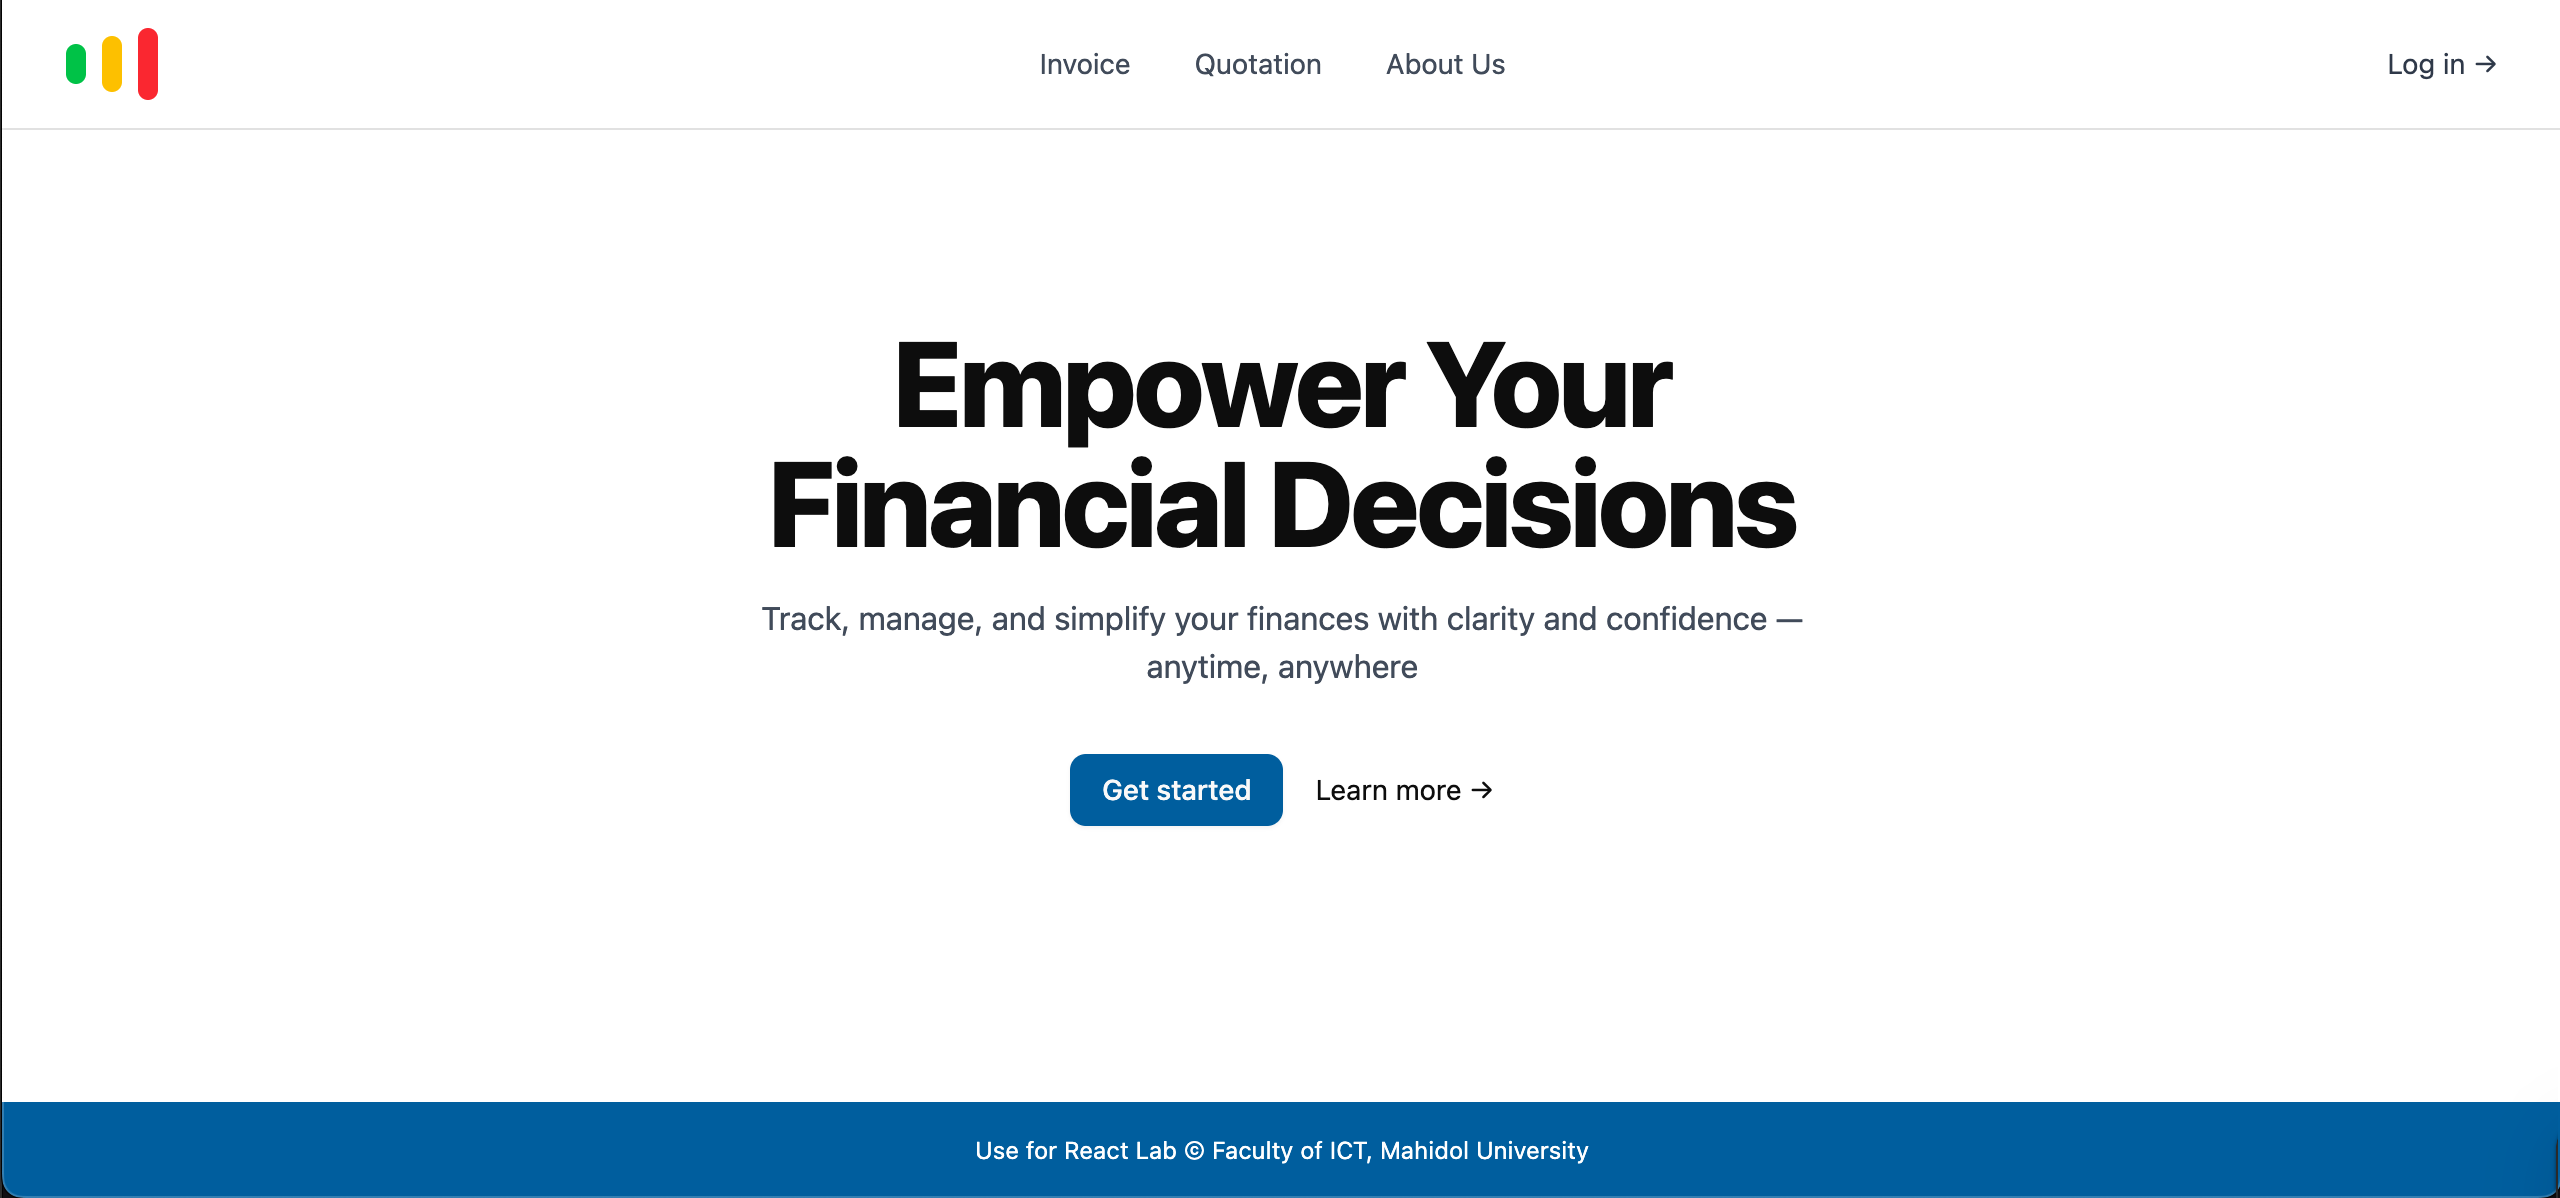 Invoice
Quotation
About Us
Log in →
Empower Your
Financial Decisions
Track, manage, and simplify your finances with clarity and confidence —
anytime, anywhere
Get started
Learn more →
Use for React Lab © Faculty of ICT, Mahidol University